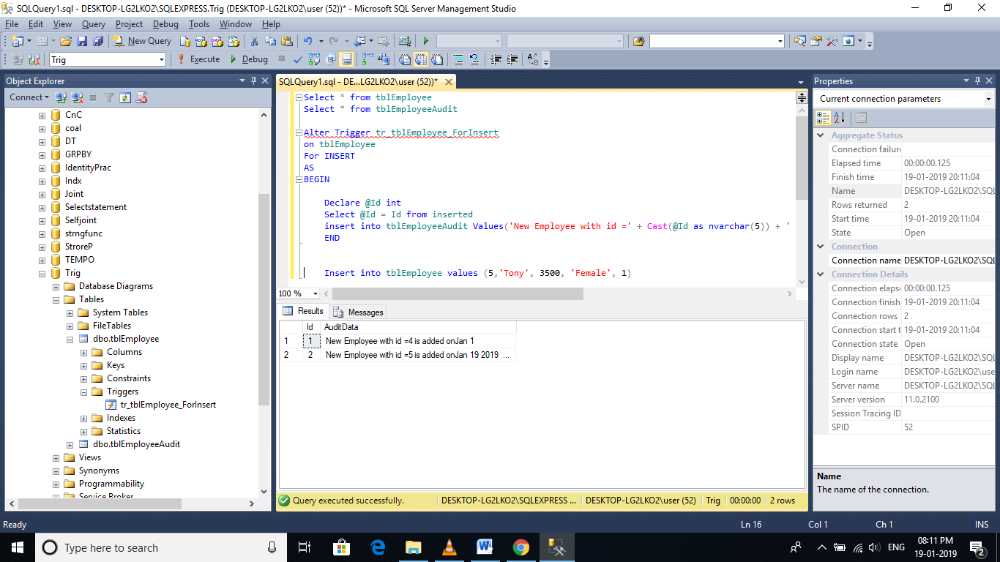 SQLQuery1.sql - DESKTOP-LG2LKO2\SQLEXPRESS.Trig (DESKTOP-LG2LKO2\user (52))* - Microsoft SQL Server Management Studio
File Edit View Query Project Debug Tools Window Help
New Query
Trig Execute Debug
Object Explorer
Connect
CnC
coal
DT
GRPBY
IdentityPrac
Indx
Joint
Selectstatement
Selfjoint
strngfunc
StroreP
TEMPO
Trig
Database Diagrams
Tables
System Tables
FileTables
dbo.tblEmployee
Columns
Keys
Constraints
Triggers
tr_tblEmployee_ForInsert
Indexes
Statistics
dbo.tblEmployeeAudit
Views
Synonyms
Programmability
Service Broker
SQLQuery1.sql - DE...LG2LKO2\user (52))*
Select * from tblEmployee
Select * from tblEmployeeAudit
Alter Trigger tr_tblEmployee_ForInsert
on tblEmployee
For INSERT
AS
BEGIN
Declare @Id int
Select @Id = Id from inserted
insert into tblEmployeeAudit Values('New Employee with id =' + Cast(@Id as nvarchar(5)) + '
END
Insert into tblEmployee values (5,'Tony', 3500, 'Female', 1)
100 %
Results Messages
Id AuditData
1 1 New Employee with id =4 is added onJan 1
2 2 New Employee with id =5 is added onJan 19 2019 ...
Query executed successfully. DESKTOP-LG2LKO2\SQLEXPRESS ... DESKTOP-LG2LKO2\user (52) Trig 00:00:00 2 rows
Properties
Current connection parameters
Aggregate Status
Connection failure
Elapsed time 00:00:00.125
Finish time 19-01-2019 20:11:04
Name DESKTOP-LG2LKO2\SQL
Rows returned 2
Start time 19-01-2019 20:11:04
State Open
Connection
Connection name DESKTOP-LG2LKO2\SQL
Connection Details
Connection elaps 00:00:00.125
Connection finish 19-01-2019 20:11:04
Connection rows 2
Connection start t 19-01-2019 20:11:04
Connection state Open
Display name DESKTOP-LG2LKO2\SQL
Login name DESKTOP-LG2LKO2\use
Server name DESKTOP-LG2LKO2\SQL
Server version 11.0.2100
Session Tracing ID
SPID 52
Name
The name of the connection.
Ready Ln 16 Col 1 Ch 1 INS
Type here to search
ENG 08:11 PM
19-01-2019
2